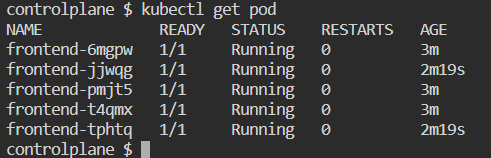 controlplane $ kubectl get pod
NAME             READY   STATUS    RESTARTS   AGE
frontend-6mgpw   1/1     Running   0          3m
frontend-jjwqg   1/1     Running   0          2m19s
frontend-pmjt5   1/1     Running   0          3m
frontend-t4qmx   1/1     Running   0          3m
frontend-tphtq   1/1     Running   0          2m19s
controlplane $